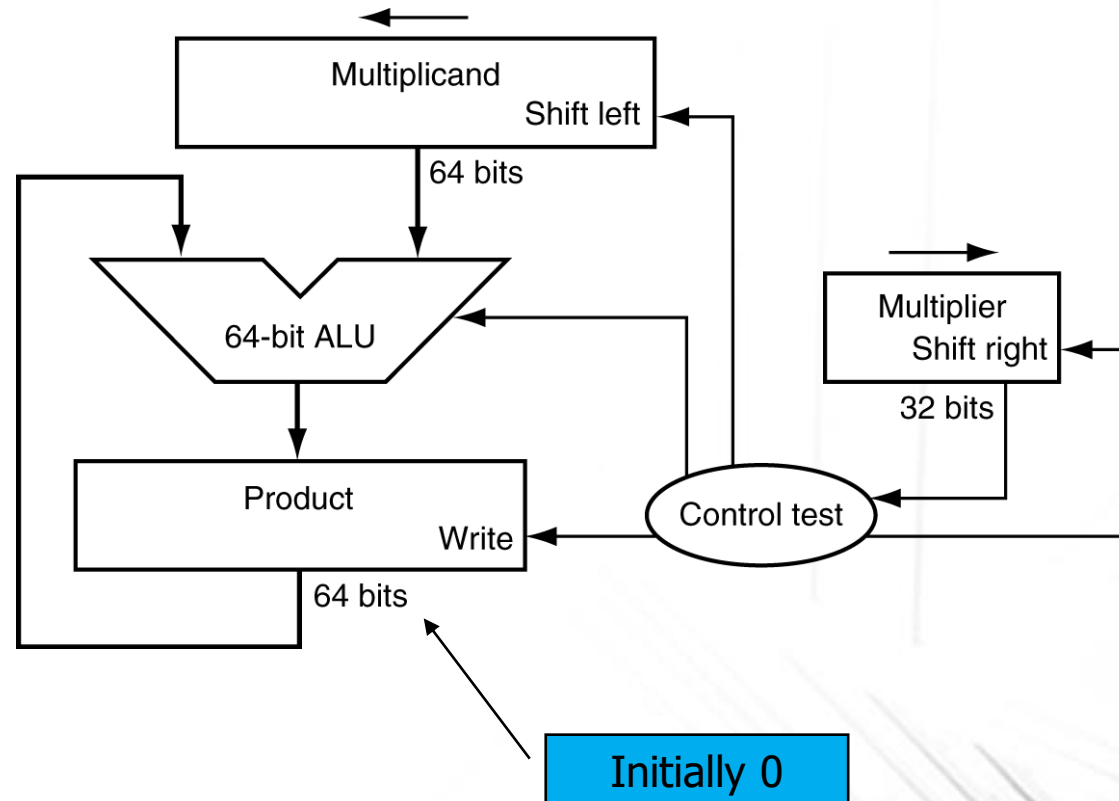 Multiplicand
Shift left
64 bits
64-bit ALU
Multiplier
Shift right
32 bits
Product
Write
Control test
64 bits
Initially 0